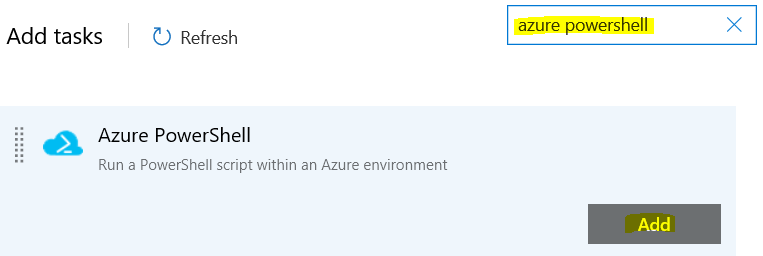 Add tasks
Refresh
azure powershell
Azure PowerShell
Run a PowerShell script within an Azure environment
Add